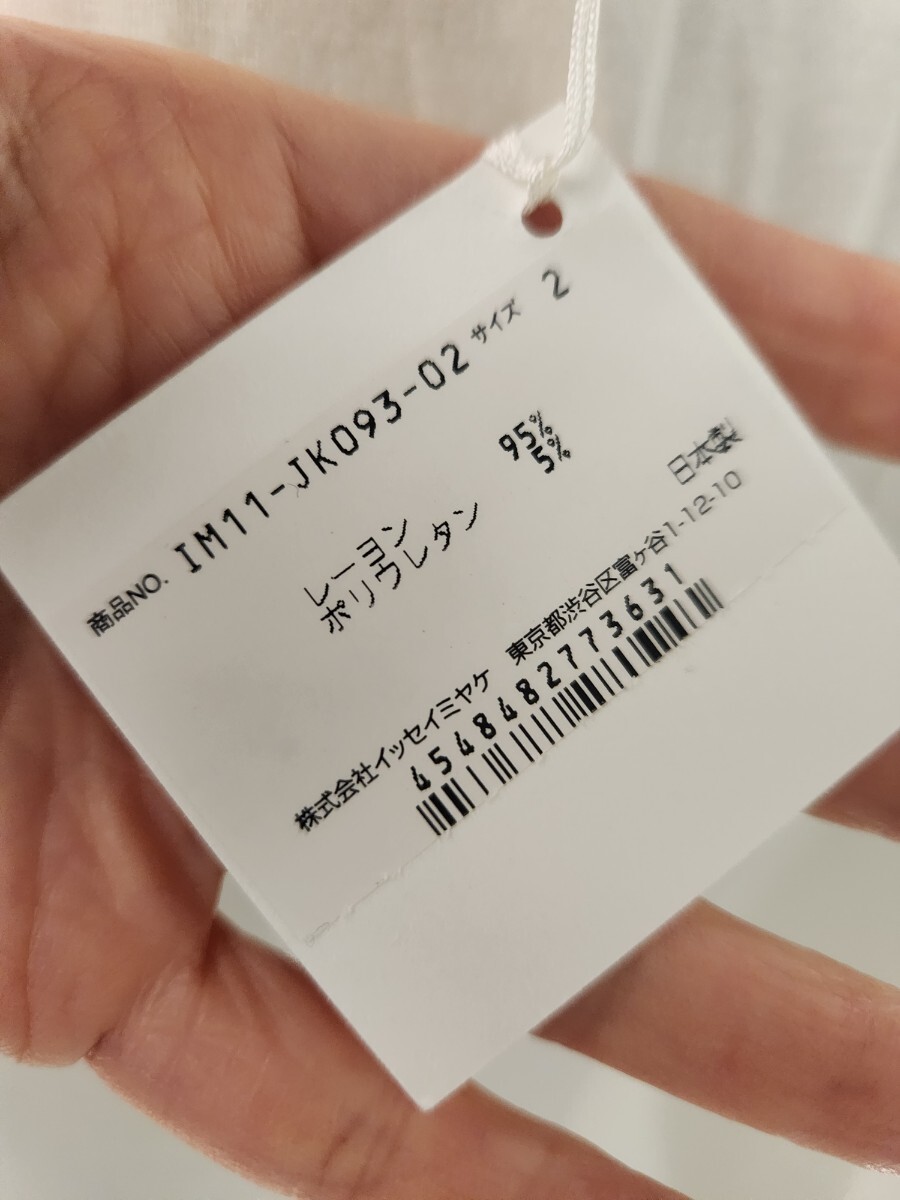 商品NO. IM11-JK093-02 サイズ 2
レーヨン 95%
ポリウレタン 5%
日本製
株式会社イッセイミヤケ 東京都渋谷区富ヶ谷1-12-10
4548482773631